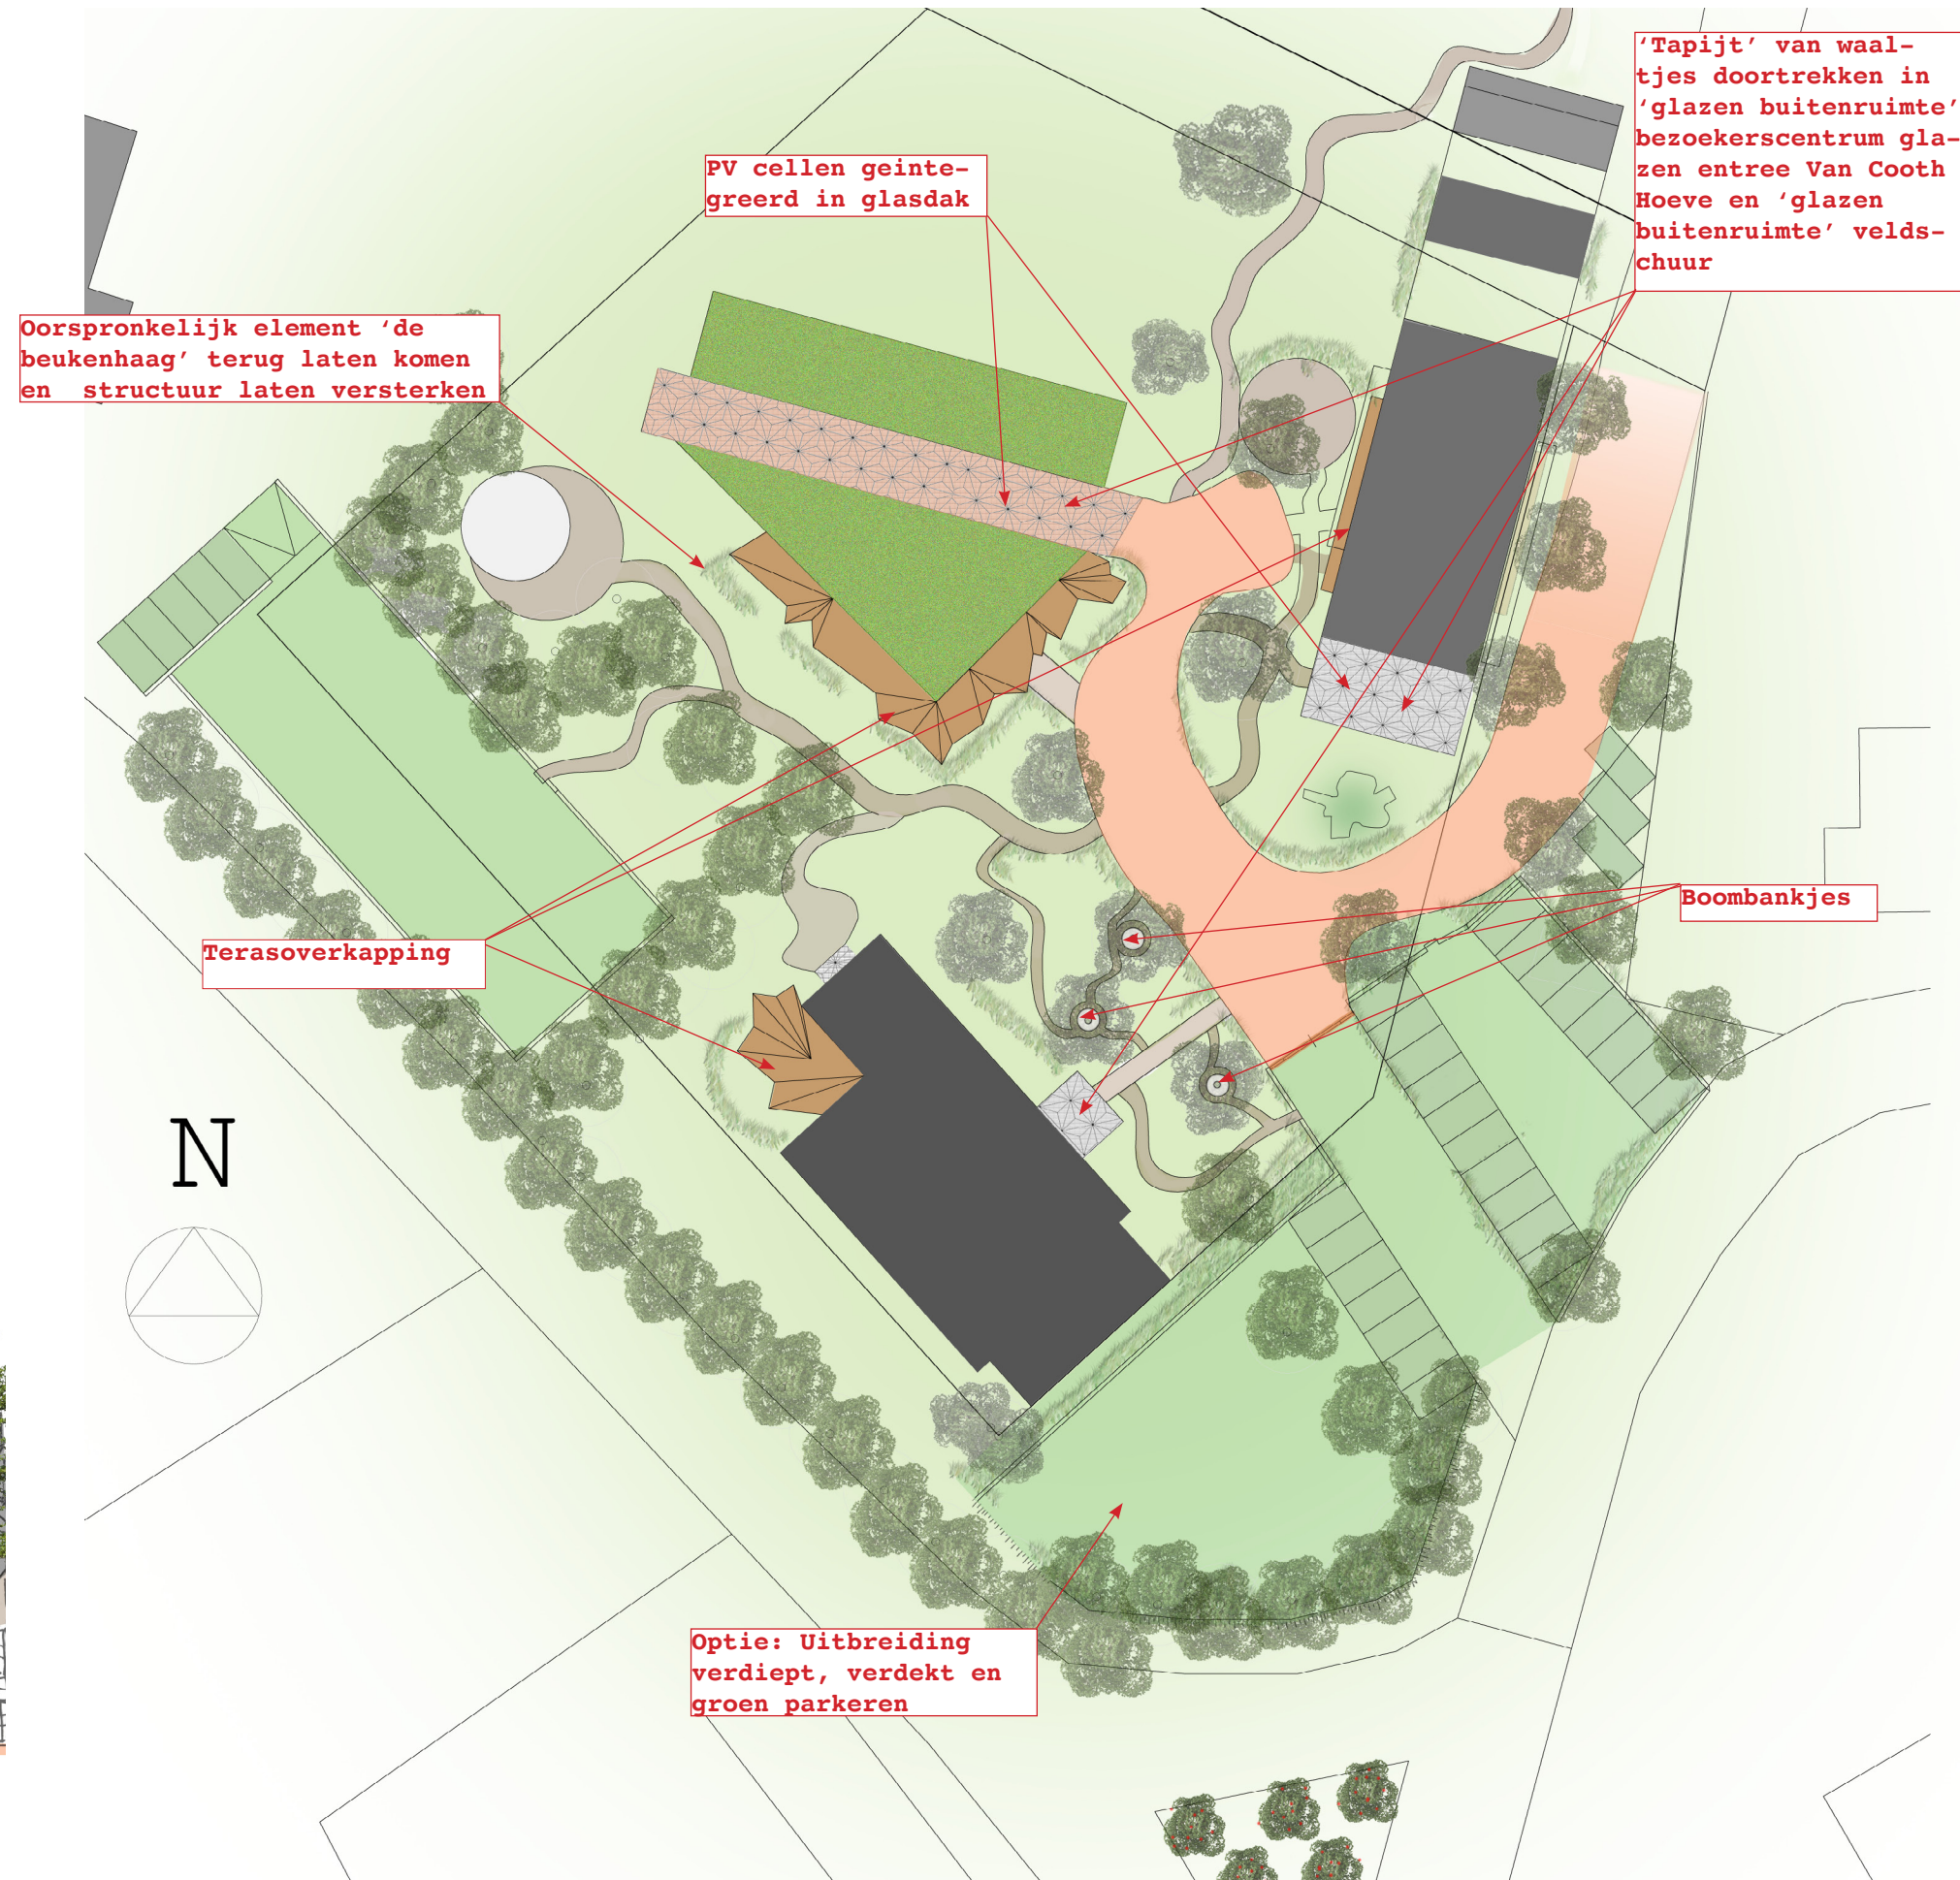 ‘Tapijt’ van waal-
tjes doortrekken in
‘glazen buitenruimte’
bezoekerscentrum gla-
zen entree Van Cooth
Hoeve en ‘glazen
buitenruimte’ velds-
chuur
PV cellen geinte-
greerd in glasdak
Oorspronkelijk element ‘de
beukenhaag’ terug laten komen
en  structuur laten versterken
Boombankjes
Terasoverkapping
N
Optie: Uitbreiding
verdiept, verdekt en
groen parkeren